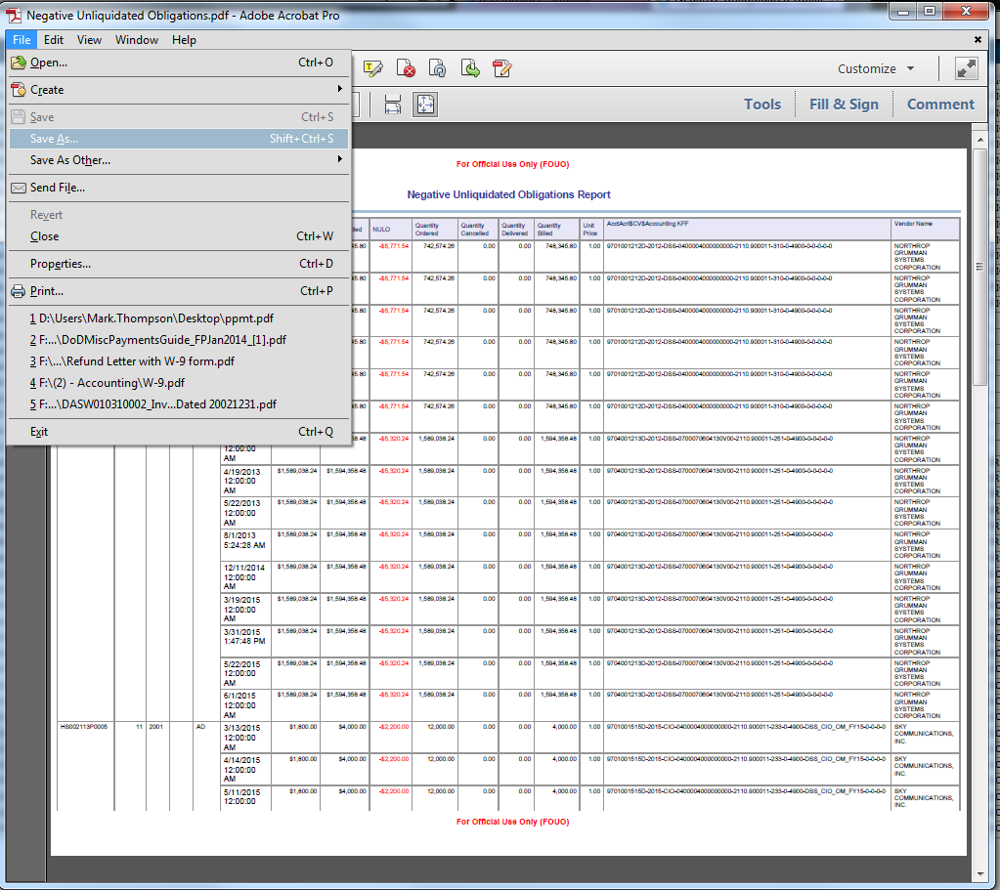 Negative Unliquidated Obligations.pdf - Adobe Acrobat Pro
File Edit View Window Help
Open... Ctrl+O
Create
Save Ctrl+S
Save As... Shift+Ctrl+S
Save As Other...
Send File...
Revert
Close Ctrl+W
Properties... Ctrl+D
Print... Ctrl+P
1 D:\Users\Mark.Thompson\Desktop\ppmt.pdf
2 F:...\DoDMiscPaymentsGuide_FPJan2014_[1].pdf
3 F:\...\Refund Letter with W-9 form.pdf
4 F:\(2) - Accounting\W-9.pdf
5 F:...\DASW010310002_Inv...Dated 20021231.pdf
Exit Ctrl+Q
Customize
Tools Fill & Sign Comment
For Official Use Only (FOUO)
Negative Unliquidated Obligations Report
NULO Quantity Ordered Quantity Cancelled Quantity Delivered Quantity Billed Unit Price AcctAcrl$CV$Accounting KFF Vendor Name
-$5,771.54 742,574.26 0.00 0.00 748,345.80 1.00 9701001212D-2012-DSS-0400004000000000-2110.900011-310-0-4900-0-0-0-0 NORTHROP GRUMMAN SYSTEMS CORPORATION
-$5,771.54 742,574.26 0.00 0.00 748,345.80 1.00 9701001212D-2012-DSS-0400004000000000-2110.900011-310-0-4900-0-0-0-0 NORTHROP GRUMMAN SYSTEMS CORPORATION
-$5,771.54 742,574.26 0.00 0.00 748,345.80 1.00 9701001212D-2012-DSS-0400004000000000-2110.900011-310-0-4900-0-0-0-0 NORTHROP GRUMMAN SYSTEMS CORPORATION
-$5,771.54 742,574.26 0.00 0.00 748,345.80 1.00 9701001212D-2012-DSS-0400004000000000-2110.900011-310-0-4900-0-0-0-0 NORTHROP GRUMMAN SYSTEMS CORPORATION
-$5,771.54 742,574.26 0.00 0.00 748,345.80 1.00 9701001212D-2012-DSS-0400004000000000-2110.900011-310-0-4900-0-0-0-0 NORTHROP GRUMMAN SYSTEMS CORPORATION
-$5,771.54 742,574.26 0.00 0.00 748,345.80 1.00 9701001212D-2012-DSS-0400004000000000-2110.900011-310-0-4900-0-0-0-0 NORTHROP GRUMMAN SYSTEMS CORPORATION
12:00:00 AM -$5,320.24 1,589,038.24 0.00 0.00 1,594,358.48 1.00 9704001213D-2012-DSS-0700070604130V00-2110.900011-251-0-4900-0-0-0-0 NORTHROP GRUMMAN SYSTEMS CORPORATION
4/19/2013 12:00:00 AM $1,589,038.24 $1,594,358.48 -$5,320.24 1,589,038.24 0.00 0.00 1,594,358.48 1.00 9704001213D-2012-DSS-0700070604130V00-2110.900011-251-0-4900-0-0-0-0 NORTHROP GRUMMAN SYSTEMS CORPORATION
5/22/2013 12:00:00 AM $1,589,038.24 $1,594,358.48 -$5,320.24 1,589,038.24 0.00 0.00 1,594,358.48 1.00 9704001213D-2012-DSS-0700070604130V00-2110.900011-251-0-4900-0-0-0-0 NORTHROP GRUMMAN SYSTEMS CORPORATION
8/1/2013 5:24:28 AM $1,589,038.24 $1,594,358.48 -$5,320.24 1,589,038.24 0.00 0.00 1,594,358.48 1.00 9704001213D-2012-DSS-0700070604130V00-2110.900011-251-0-4900-0-0-0-0 NORTHROP GRUMMAN SYSTEMS CORPORATION
12/11/2014 12:00:00 AM $1,589,038.24 $1,594,358.48 -$5,320.24 1,589,038.24 0.00 0.00 1,594,358.48 1.00 9704001213D-2012-DSS-0700070604130V00-2110.900011-251-0-4900-0-0-0-0 NORTHROP GRUMMAN SYSTEMS CORPORATION
3/19/2015 12:00:00 AM $1,589,038.24 $1,594,358.48 -$5,320.24 1,589,038.24 0.00 0.00 1,594,358.48 1.00 9704001213D-2012-DSS-0700070604130V00-2110.900011-251-0-4900-0-0-0-0 NORTHROP GRUMMAN SYSTEMS CORPORATION
3/31/2015 1:47:48 PM $1,589,038.24 $1,594,358.48 -$5,320.24 1,589,038.24 0.00 0.00 1,594,358.48 1.00 9704001213D-2012-DSS-0700070604130V00-2110.900011-251-0-4900-0-0-0-0 NORTHROP GRUMMAN SYSTEMS CORPORATION
5/22/2015 12:00:00 AM $1,589,038.24 $1,594,358.48 -$5,320.24 1,589,038.24 0.00 0.00 1,594,358.48 1.00 9704001213D-2012-DSS-0700070604130V00-2110.900011-251-0-4900-0-0-0-0 NORTHROP GRUMMAN SYSTEMS CORPORATION
6/1/2015 12:00:00 AM $1,589,038.24 $1,594,358.48 -$5,320.24 1,589,038.24 0.00 0.00 1,594,358.48 1.00 9704001213D-2012-DSS-0700070604130V00-2110.900011-251-0-4900-0-0-0-0 NORTHROP GRUMMAN SYSTEMS CORPORATION
HS002113P0005 11 2001 AD 3/13/2015 12:00:00 AM $1,800.00 $4,000.00 -$2,200.00 12,000.00 0.00 0.00 4,000.00 1.00 9701001515D-2015-CIO-0400004000000000-2110.900011-233-0-4900-DSS_CIO_OM_FY15-0-0-0 SKY COMMUNICATIONS, INC.
4/14/2015 12:00:00 AM $1,800.00 $4,000.00 -$2,200.00 12,000.00 0.00 0.00 4,000.00 1.00 9701001515D-2015-CIO-0400004000000000-2110.900011-233-0-4900-DSS_CIO_OM_FY15-0-0-0 SKY COMMUNICATIONS, INC.
5/11/2015 12:00:00 $1,800.00 $4,000.00 -$2,200.00 12,000.00 0.00 0.00 4,000.00 1.00 9701001515D-2015-CIO-0400004000000000-2110.900011-233-0-4900-DSS_CIO_OM_FY15-0-0-0 SKY COMMUNICATIONS, INC.
For Official Use Only (FOUO)